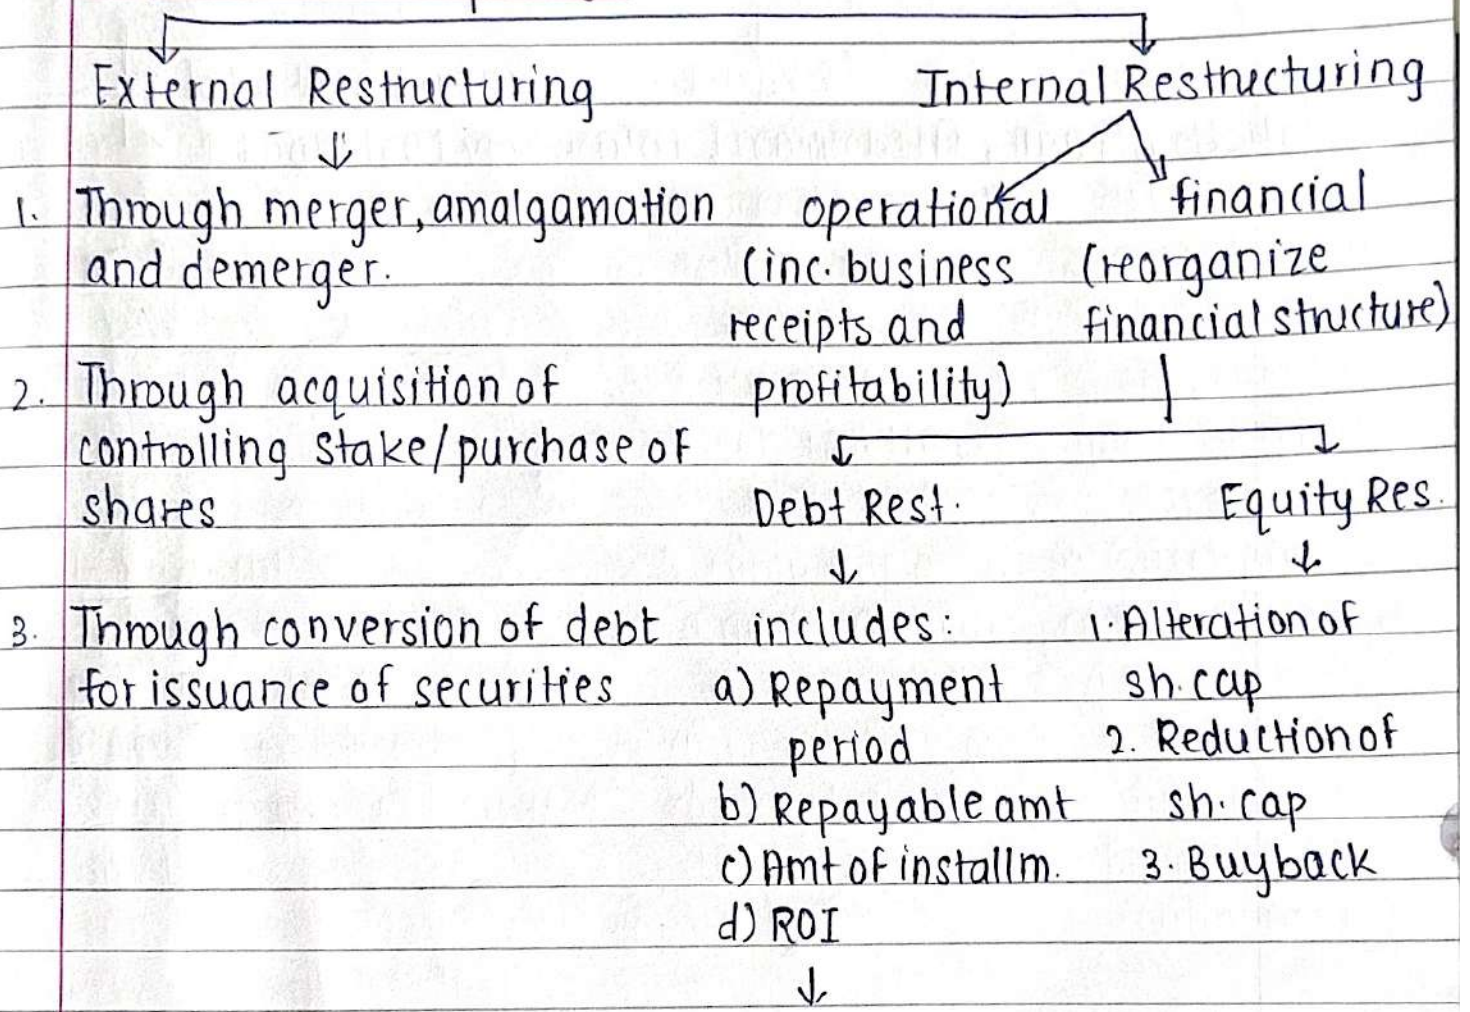 External Restructuring
Internal Restructuring
1. Through merger, amalgamation
and demerger.
2. Through acquisition of
controlling stake/purchase of
shares
3. Through conversion of debt
for issuance of securities
operational
(inc. business
receipts and
profitability)
financial
(reorganize
financial structure)
Debt Rest.
includes:
a) Repayment
period
b) Repayable amt
c) Amt of installm.
d) ROI
Equity Res.
1. Alteration of
sh. cap
2. Reduction of
sh. cap
3. Buyback